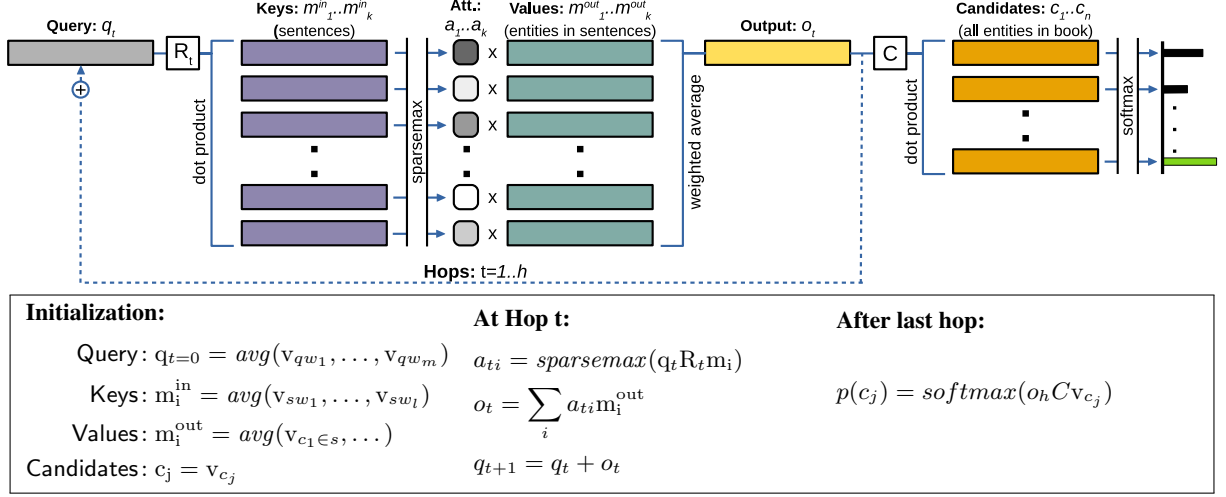 Query: q_t
Keys: m^in_1..m^in_k
(sentences)
Att.:
a_1..a_k
Values: m^out_1..m^out_k
(entities in sentences)
Output: o_t
Candidates: c_1..c_n
(all entities in book)
R_t
C
+
x
x
x
x
x
dot product
sparsemax
weighted average
dot product
softmax
Hops: t=1..h
Initialization:
Query: q_{t=0} = avg(v_{qw_1}, . . . , v_{qw_m})
Keys: m_i^in = avg(v_{sw_1}, . . . , v_{sw_l})
Values: m_i^out = avg(v_{c_1∈s}, . . . )
Candidates: c_j = v_{c_j}
At Hop t:
a_{ti} = sparsemax(q_t R_t m_i)
o_t = ∑_i a_{ti} m_i^out
q_{t+1} = q_t + o_t
After last hop:
p(c_j) = softmax(o_h C v_{c_j})